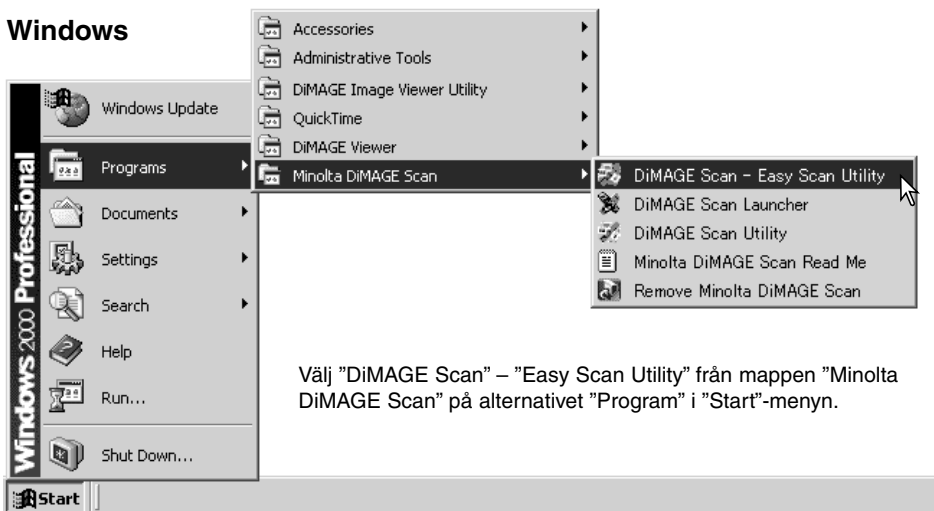 Windows
Accessories
Administrative Tools
DiMAGE Image Viewer Utility
QuickTime
DiMAGE Viewer
Minolta DiMAGE Scan
DiMAGE Scan - Easy Scan Utility
DiMAGE Scan Launcher
DiMAGE Scan Utility
Minolta DiMAGE Scan Read Me
Remove Minolta DiMAGE Scan
Windows 2000 Professional
Windows Update
Programs
Documents
Settings
Search
Help
Run...
Shut Down...
Start
Välj ”DiMAGE Scan” – ”Easy Scan Utility” från mappen ”Minolta
DiMAGE Scan” på alternativet ”Program” i ”Start”-menyn.